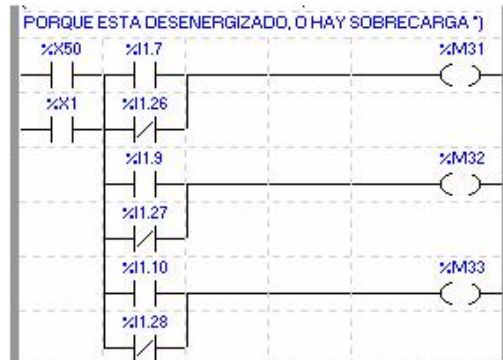 PORQUE ESTA DESENERGIZADO, O HAY SOBRECARGA *)
%X50 %I1.7 %M31
%X1 %I1.26
%I1.9 %M32
%I1.27
%I1.10 %M33
%I1.28